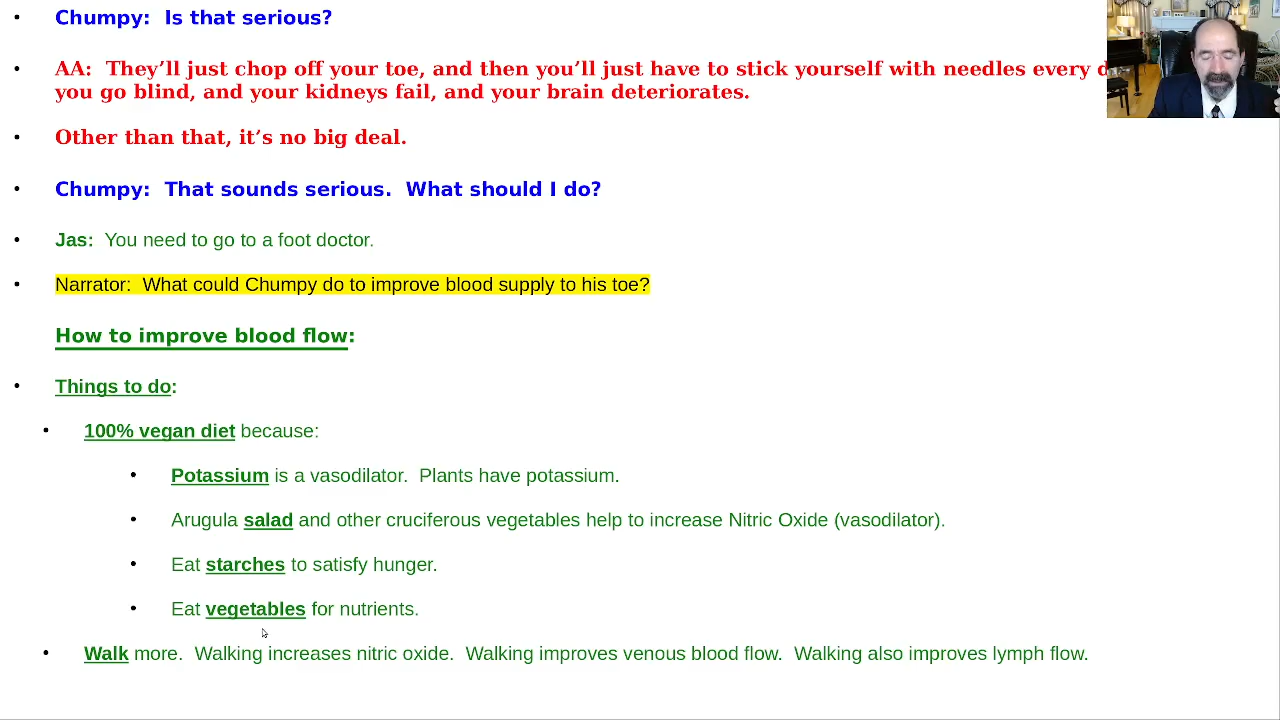 Chumpy:  Is that serious?
AA:  They’ll just chop off your toe, and then you’ll just have to stick yourself with needles every
you go blind, and your kidneys fail, and your brain deteriorates.
Other than that, it’s no big deal.
Chumpy:  That sounds serious.  What should I do?
Jas:  You need to go to a foot doctor.
Narrator:  What could Chumpy do to improve blood supply to his toe?
How to improve blood flow:
Things to do:
100% vegan diet because:
Potassium is a vasodilator.  Plants have potassium.
Arugula salad and other cruciferous vegetables help to increase Nitric Oxide (vasodilator).
Eat starches to satisfy hunger.
Eat vegetables for nutrients.
Walk more.  Walking increases nitric oxide.  Walking improves venous blood flow.  Walking also improves lymph flow.